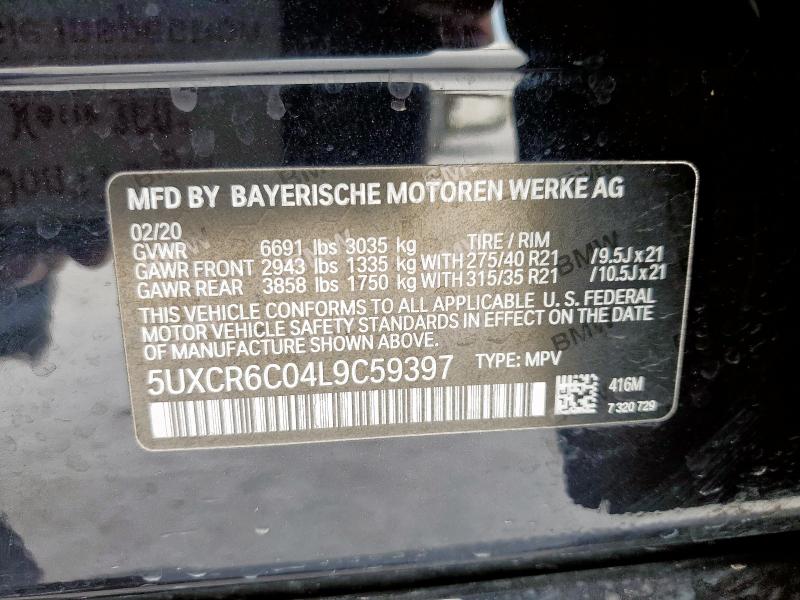 MFD BY BAYERISCHE MOTOREN WERKE AG
02/20 TIRE / RIM
GVWR 6691 lbs 3035 kg
GAWR FRONT 2943 lbs 1335 kg WITH 275/40 R21 /9.5J x 21
GAWR REAR 3858 lbs 1750 kg WITH 315/35 R21 /10.5J x 21
THIS VEHICLE CONFORMS TO ALL APPLICABLE U. S. FEDERAL
MOTOR VEHICLE SAFETY STANDARDS IN EFFECT ON THE DATE
OF MANUFACTURE SHOWN ABOVE.
5UXCR6C04L9C59397 TYPE: MPV
416M
7 320 729